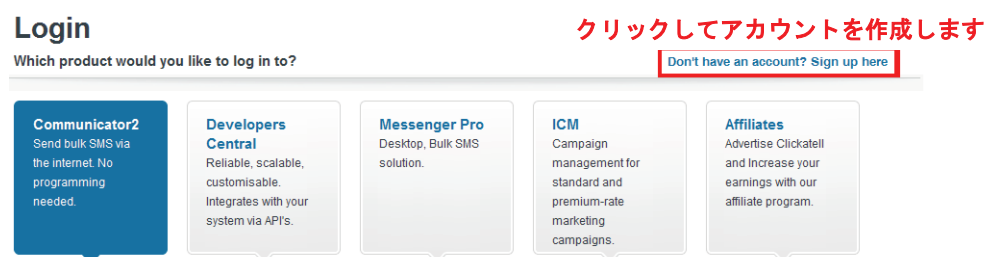 Login
クリックしてアカウントを作成します
Which product would you like to log in to?
Don't have an account? Sign up here
Communicator2
Send bulk SMS via
the internet. No
programming
needed.
Developers
Central
Reliable, scalable,
customisable.
Integrates with your
system via API's.
Messenger Pro
Desktop, Bulk SMS
solution.
ICM
Campaign
management for
standard and
premium-rate
marketing
campaigns.
Affiliates
Advertise Clickatell
and Increase your
earnings with our
affiliate program.